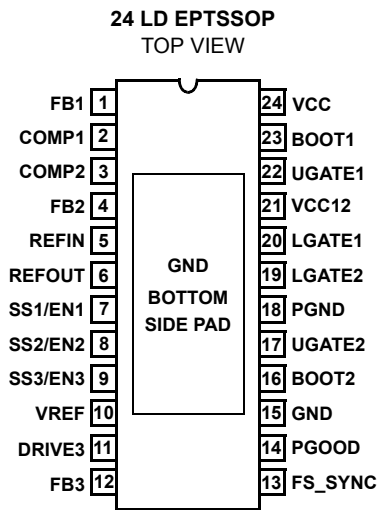 24 LD EPTSSOP
TOP VIEW
FB1 1
COMP1 2
COMP2 3
FB2 4
REFIN 5
REFOUT 6
SS1/EN1 7
SS2/EN2 8
SS3/EN3 9
VREF 10
DRIVE3 11
FB3 12
GND
BOTTOM
SIDE PAD
24 VCC
23 BOOT1
22 UGATE1
21 VCC12
20 LGATE1
19 LGATE2
18 PGND
17 UGATE2
16 BOOT2
15 GND
14 PGOOD
13 FS_SYNC